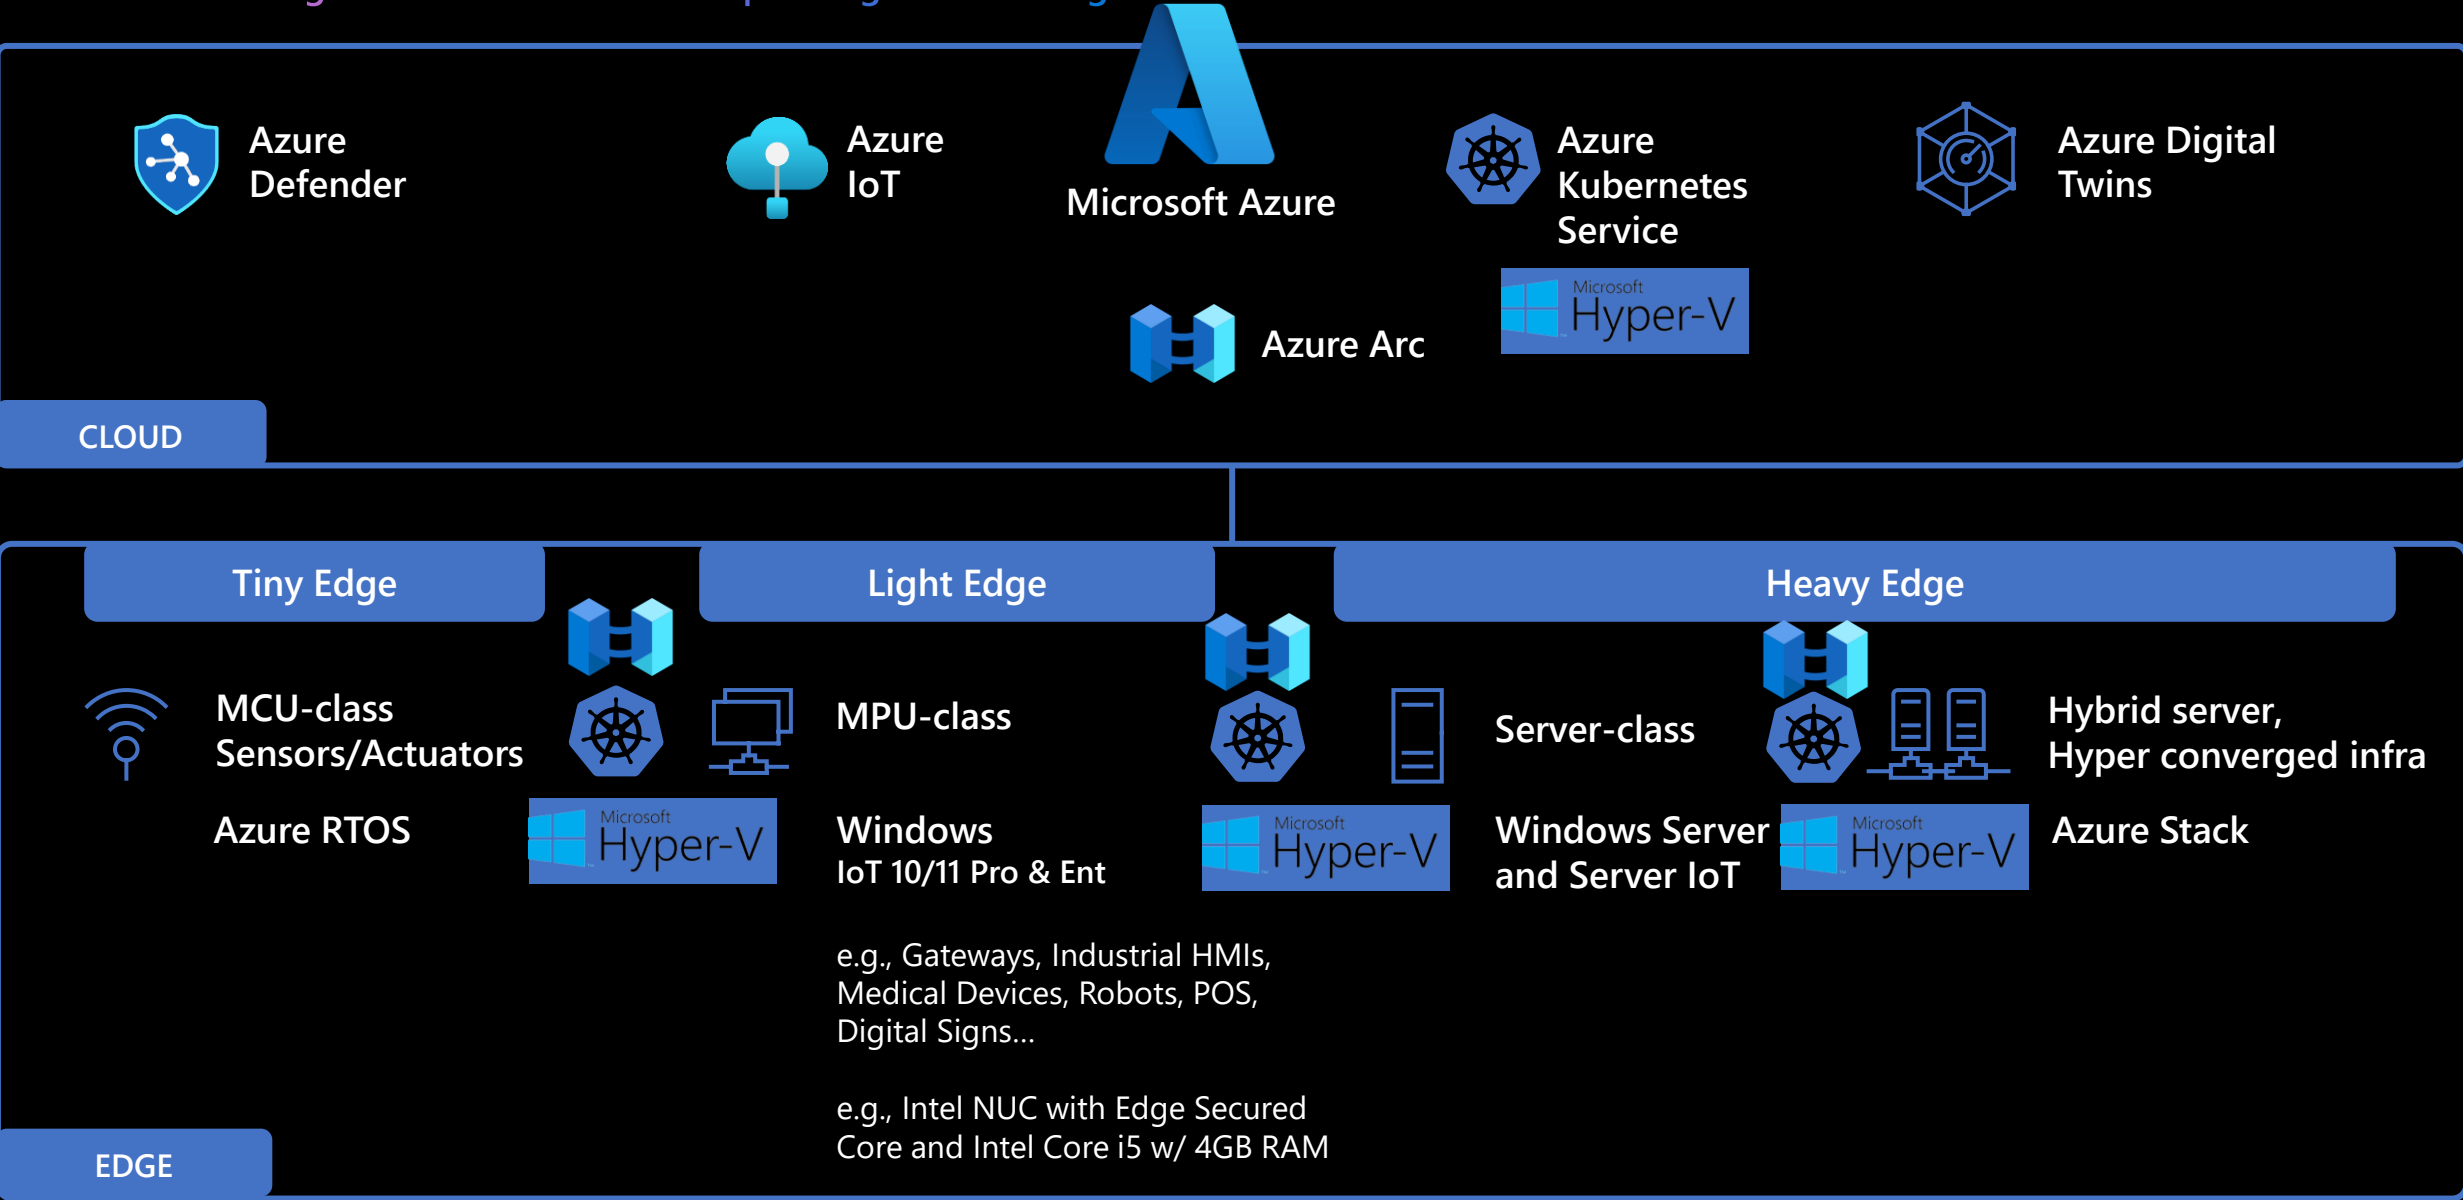 Microsoft Azure
Azure
Defender
Azure
IoT
Azure
Kubernetes
Service
Azure Digital
Twins
Microsoft
Hyper-V
Azure Arc
CLOUD
Tiny Edge
Light Edge
Heavy Edge
MCU-class
Sensors/Actuators
MPU-class
Server-class
Hybrid server,
Hyper converged infra
Azure RTOS
Microsoft
Hyper-V
Windows
IoT 10/11 Pro & Ent
Microsoft
Hyper-V
Windows Server
and Server IoT
Microsoft
Hyper-V
Azure Stack
e.g., Gateways, Industrial HMIs,
Medical Devices, Robots, POS,
Digital Signs...
e.g., Intel NUC with Edge Secured
Core and Intel Core i5 w/ 4GB RAM
EDGE